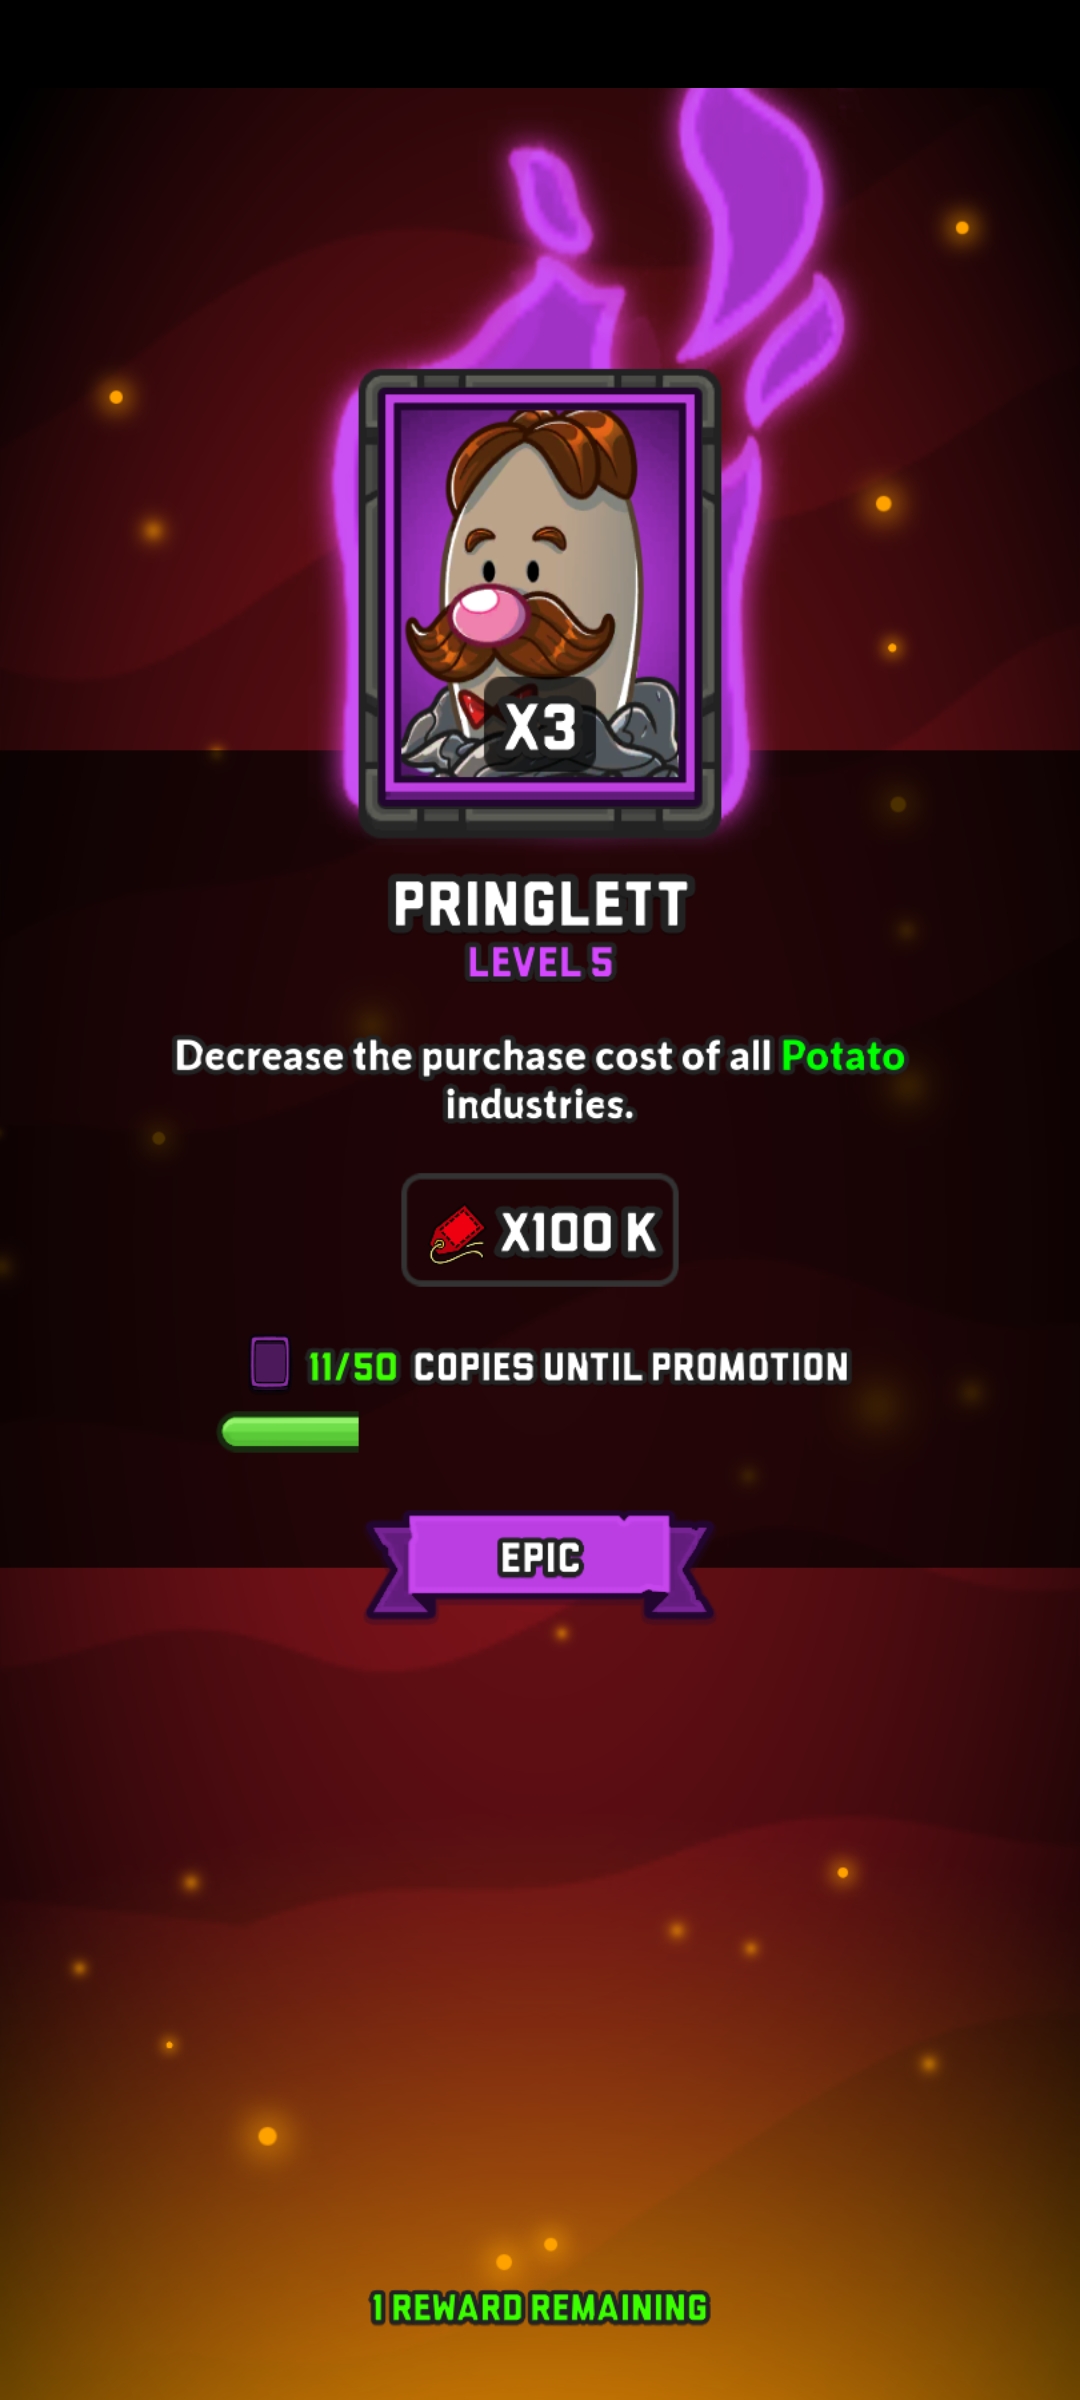 X3
PRINGLETT
LEVEL 5
Decrease the purchase cost of all Potato
industries.
X100 K
11/50 COPIES UNTIL PROMOTION
EPIC
1 REWARD REMAINING